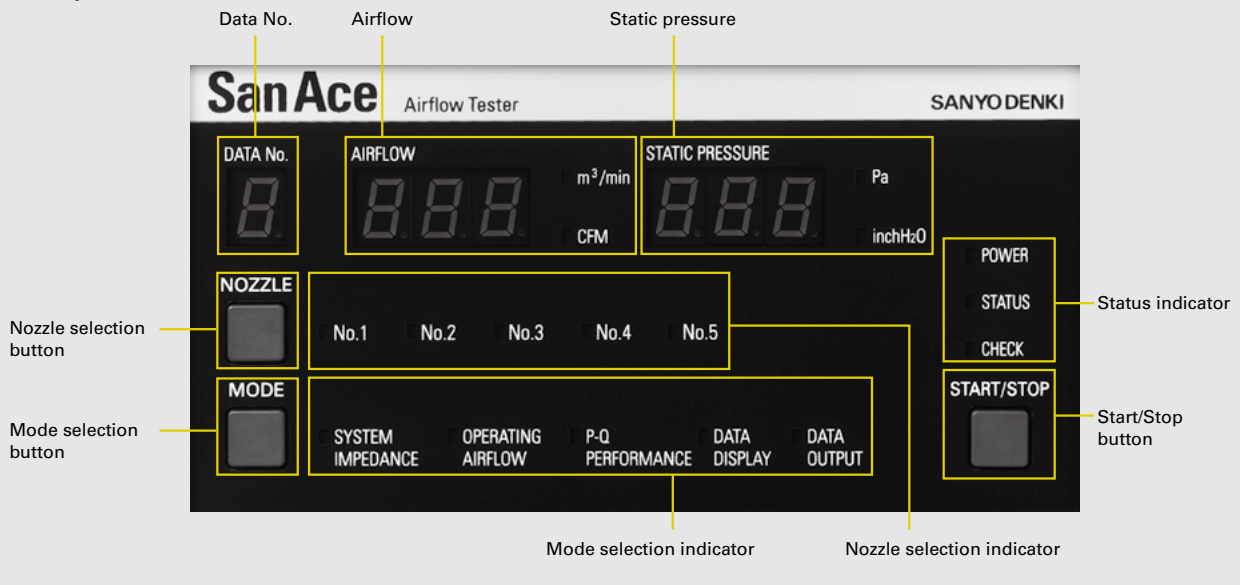 Data No.
Airflow
Static pressure
San Ace
Airflow Tester
SANYO DENKI
DATA No.
AIRFLOW
STATIC PRESSURE
m³/min
Pa
CFM
inchH₂O
POWER
NOZZLE
STATUS
Status indicator
Nozzle selection
button
No.1
No.2
No.3
No.4
No.5
CHECK
MODE
START/STOP
Mode selection
button
SYSTEM
IMPEDANCE
OPERATING
AIRFLOW
P-Q
PERFORMANCE
DATA
DISPLAY
DATA
OUTPUT
Start/Stop
button
Mode selection indicator
Nozzle selection indicator